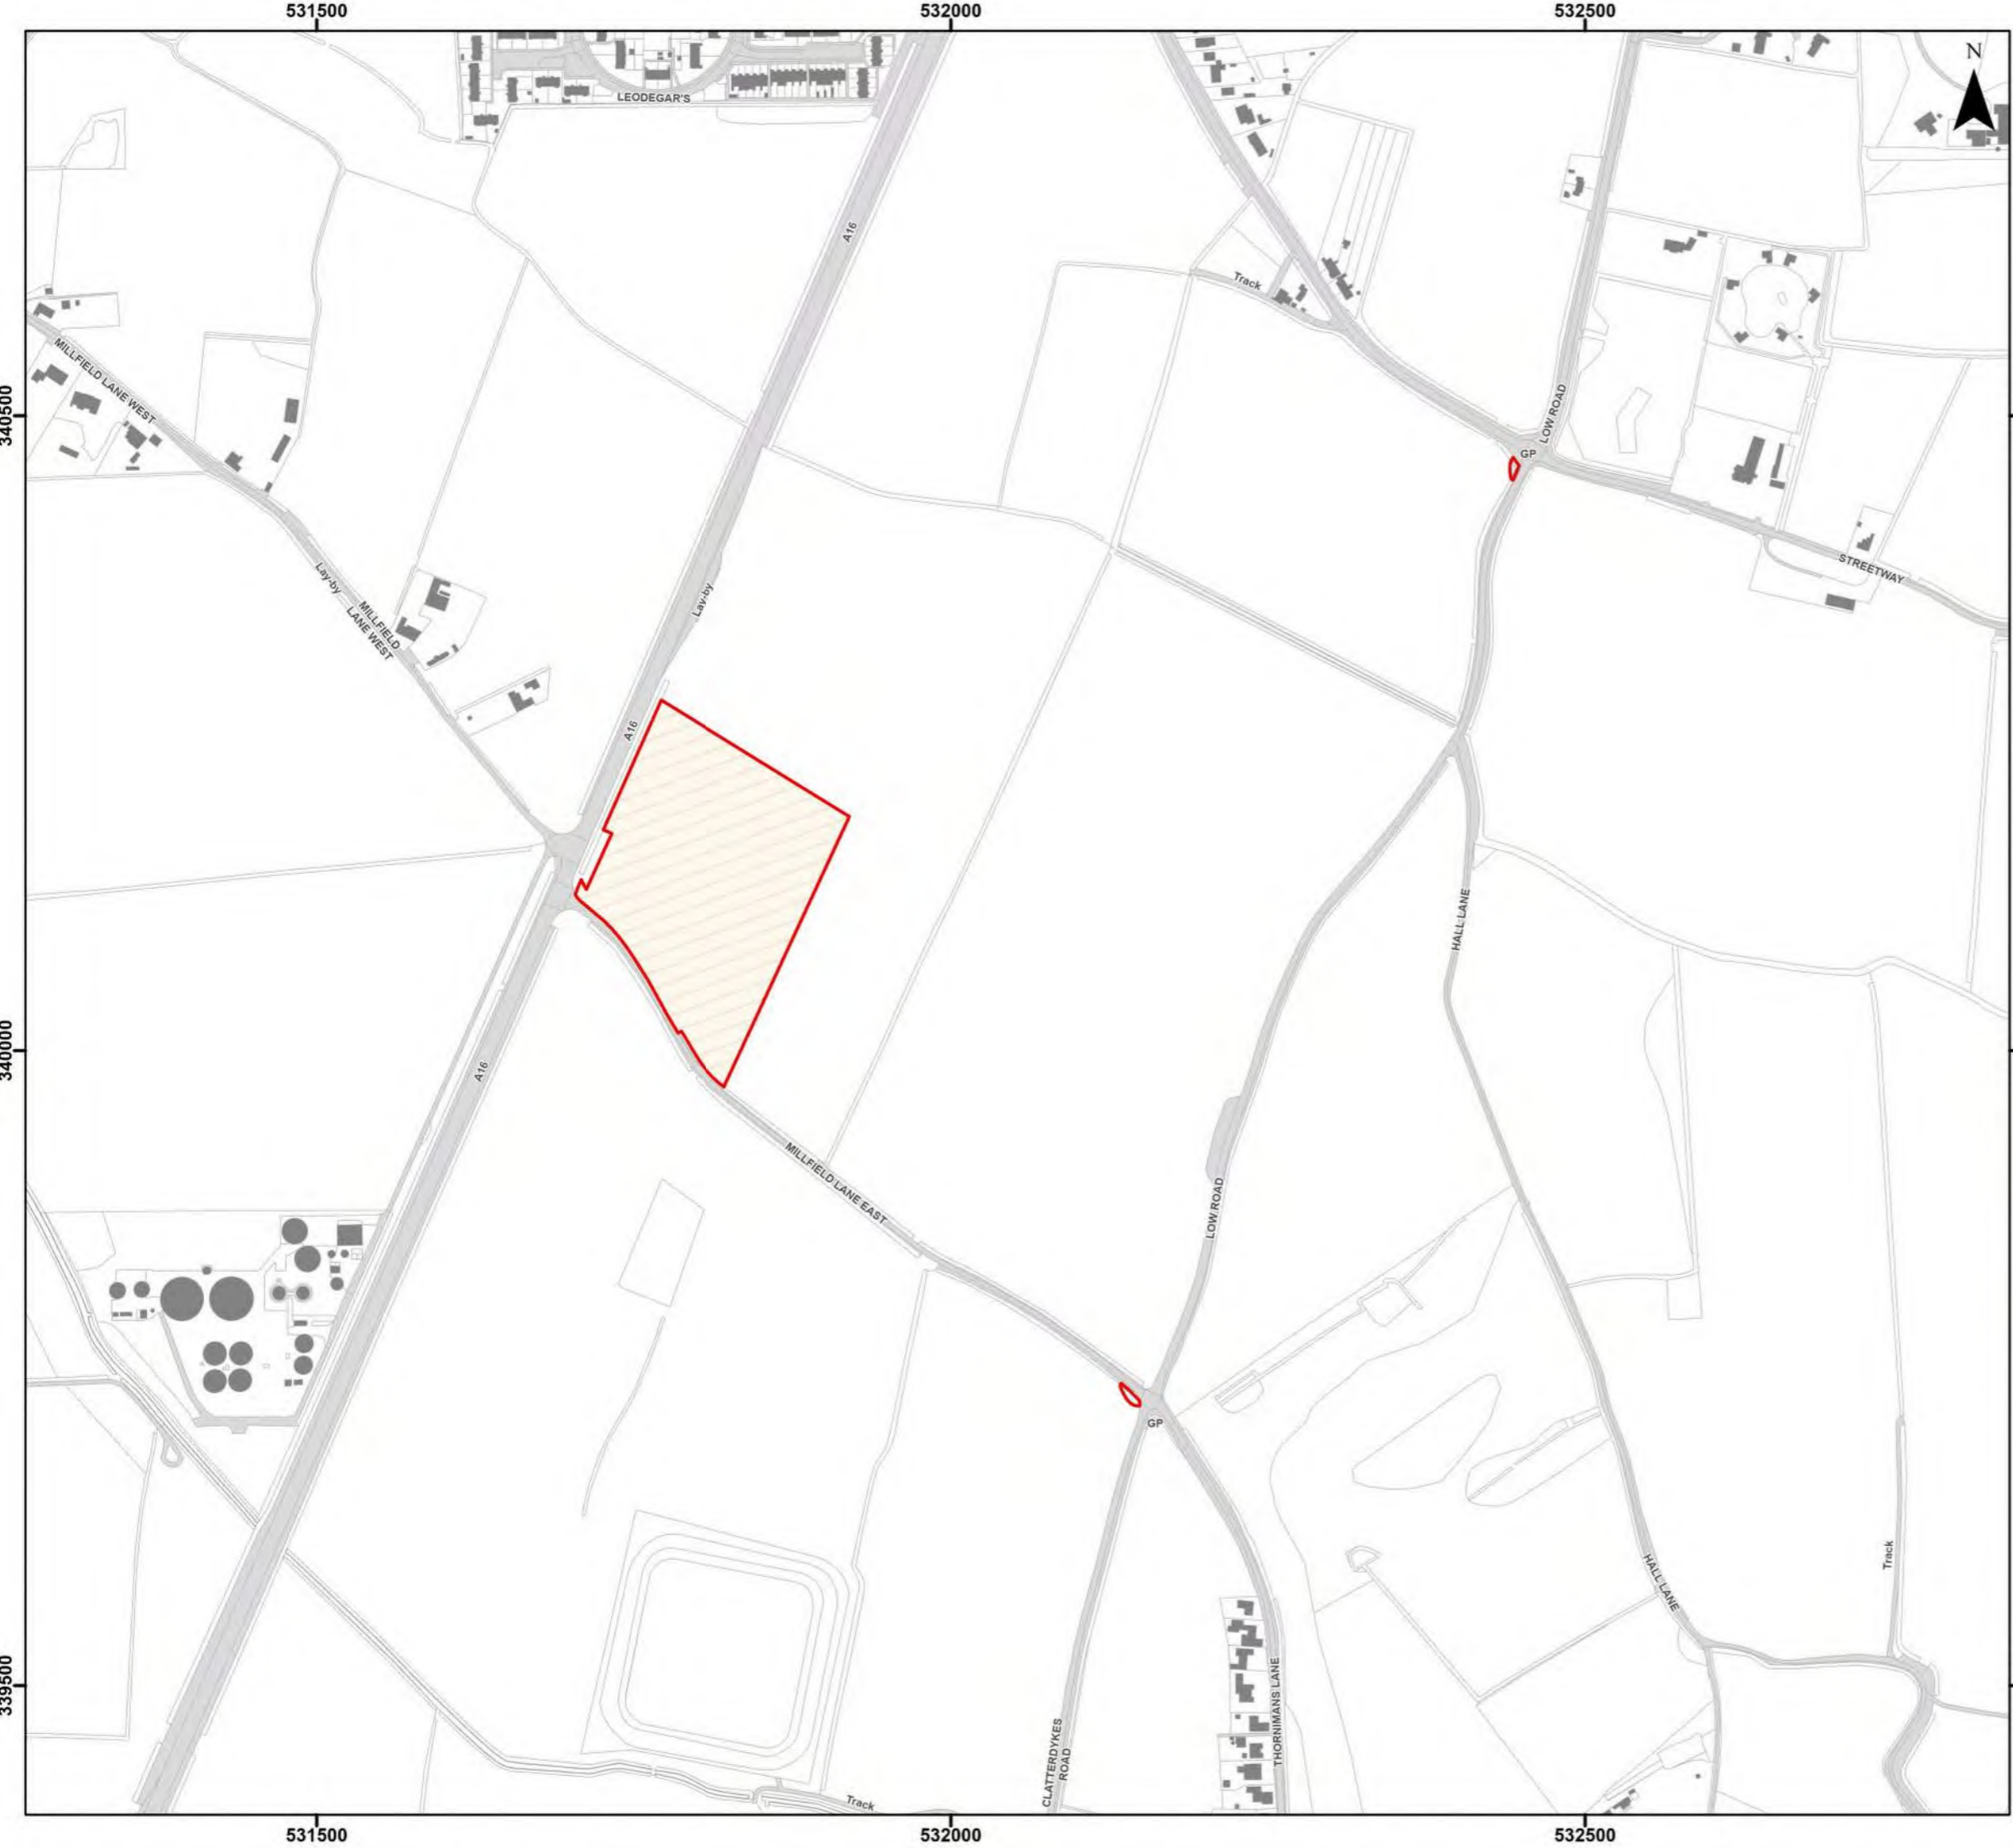 531500
532000
532500
N
LEODEGAR'S
A16
Track
MILLFIELD LANE WEST
340500
LOW ROAD
GP
STREETWAY
Lay-by
Lay-by
MILLFIELD
LANE WEST
A16
HALL LANE
340000
A16
MILLFIELD LANE EAST
LOW ROAD
GP
Track
HALL LANE
339500
THORNIMANS LANE
CLATTERDYKES
ROAD
Track
531500
532000
532500